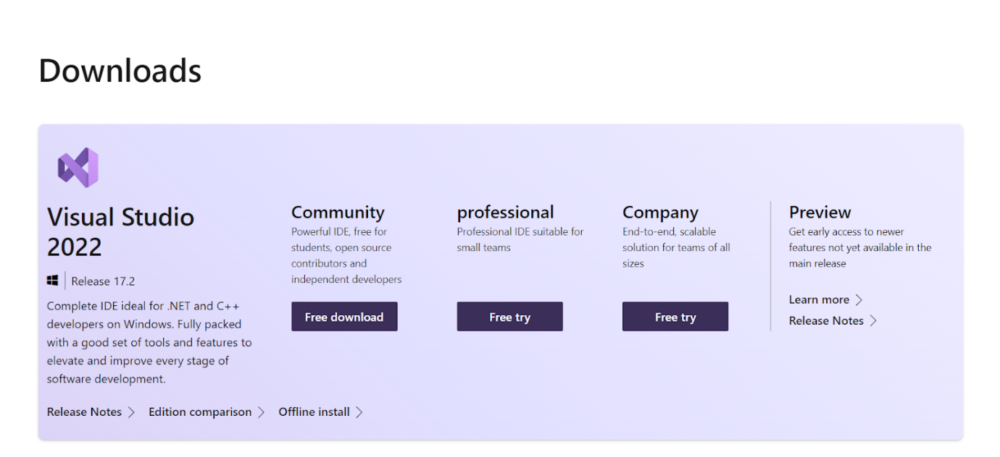 Downloads
Visual Studio
2022
Release 17.2
Complete IDE ideal for .NET and C++
developers on Windows. Fully packed
with a good set of tools and features to
elevate and improve every stage of
software development.
Community
Powerful IDE, free for
students, open source
contributors and
independent developers
Free download
professional
Professional IDE suitable for
small teams
Free try
Company
End-to-end, scalable
solution for teams of all
sizes
Free try
Preview
Get early access to newer
features not yet available in the
main release
Learn more
Release Notes
Release Notes
Edition comparison
Offline install